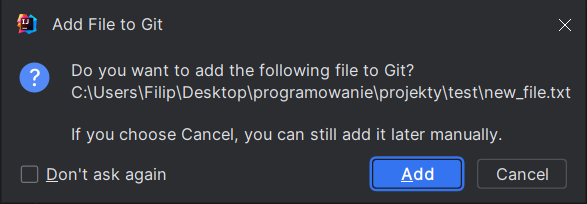 Add File to Git
Do you want to add the following file to Git?
C:\Users\Filip\Desktop\programowanie\projekty\test\new_file.txt
If you choose Cancel, you can still add it later manually.
Don't ask again
Add
Cancel